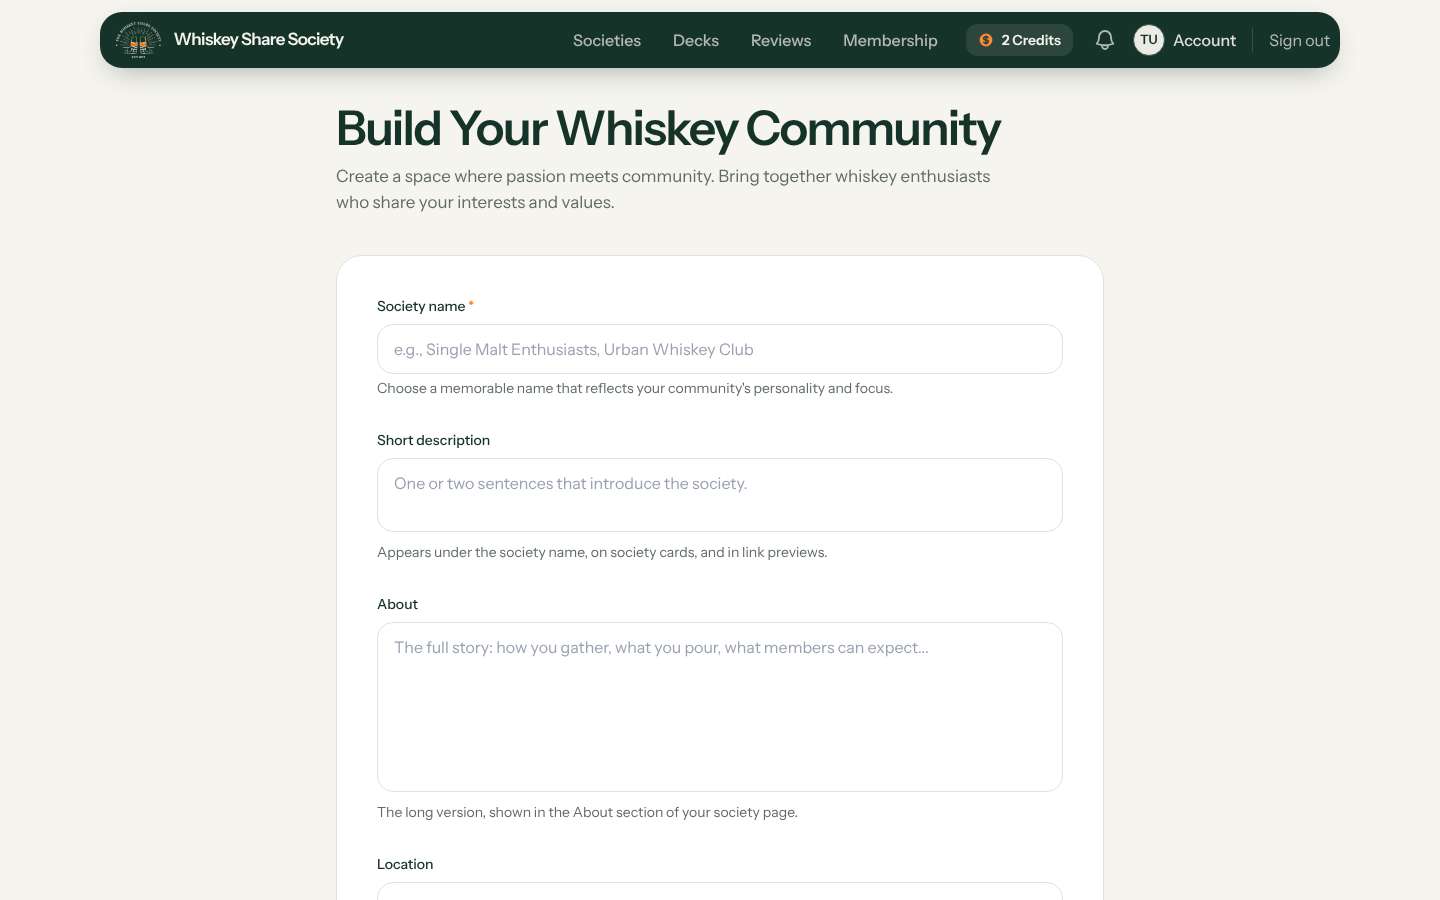 Whiskey Share Society
Societies
Decks
Reviews
Membership
2 Credits
TU
Account
Sign out
Build Your Whiskey Community
Create a space where passion meets community. Bring together whiskey enthusiasts
who share your interests and values.
Society name *
e.g., Single Malt Enthusiasts, Urban Whiskey Club
Choose a memorable name that reflects your community's personality and focus.
Short description
One or two sentences that introduce the society.
Appears under the society name, on society cards, and in link previews.
About
The full story: how you gather, what you pour, what members can expect...
The long version, shown in the About section of your society page.
Location